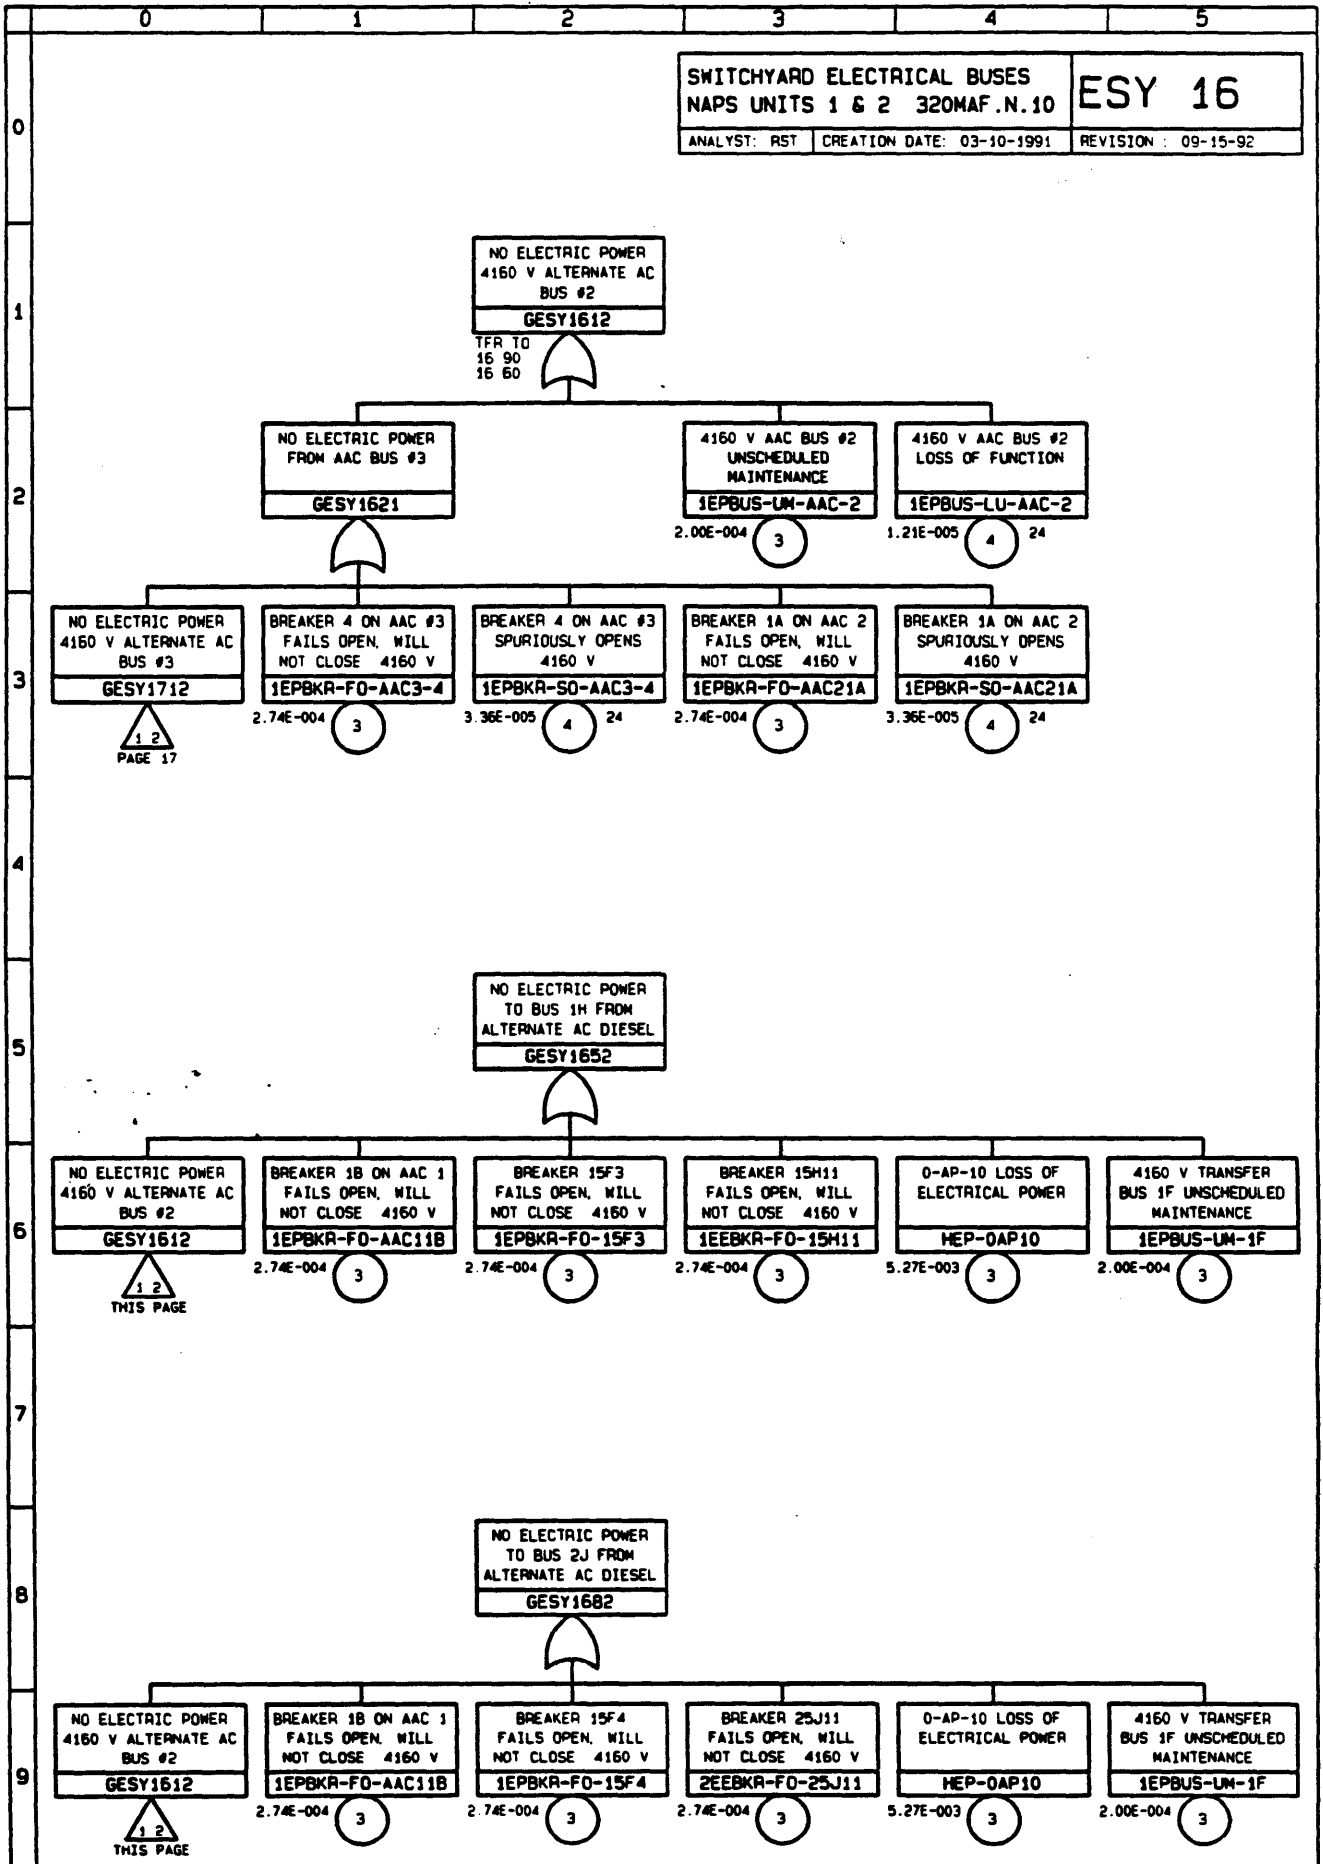 0 1 2 3 4 5
SWITCHYARD ELECTRICAL BUSES
NAPS UNITS 1 & 2 320MAF.N.10
ESY 16
ANALYST: RST CREATION DATE: 03-10-1991 REVISION : 09-15-92
0
NO ELECTRIC POWER
4160 V ALTERNATE AC
BUS #2
GESY1612
TFR TO
16 90
16 60
1
NO ELECTRIC POWER
FROM AAC BUS #3
GESY1621
4160 V AAC BUS #2
UNSCHEDULED
MAINTENANCE
1EPBUS-UM-AAC-2
2.00E-004 3
4160 V AAC BUS #2
LOSS OF FUNCTION
1EPBUS-LU-AAC-2
1.21E-005 4 24
2
NO ELECTRIC POWER
4160 V ALTERNATE AC
BUS #3
GESY1712
1 2
PAGE 17
BREAKER 4 ON AAC #3
FAILS OPEN, WILL
NOT CLOSE 4160 V
1EPBKR-FO-AAC3-4
2.74E-004 3
BREAKER 4 ON AAC #3
SPURIOUSLY OPENS
4160 V
1EPBKR-SO-AAC3-4
3.36E-005 4 24
BREAKER 1A ON AAC 2
FAILS OPEN, WILL
NOT CLOSE 4160 V
1EPBKR-FO-AAC21A
2.74E-004 3
BREAKER 1A ON AAC 2
SPURIOUSLY OPENS
4160 V
1EPBKR-SO-AAC21A
3.36E-005 4 24
3
4
NO ELECTRIC POWER
TO BUS 1H FROM
ALTERNATE AC DIESEL
GESY1652
5
NO ELECTRIC POWER
4160 V ALTERNATE AC
BUS #2
GESY1612
1 2
THIS PAGE
BREAKER 1B ON AAC 1
FAILS OPEN, WILL
NOT CLOSE 4160 V
1EPBKR-FO-AAC11B
2.74E-004 3
BREAKER 15F3
FAILS OPEN, WILL
NOT CLOSE 4160 V
1EPBKR-FO-15F3
2.74E-004 3
BREAKER 15H11
FAILS OPEN, WILL
NOT CLOSE 4160 V
1EEBKR-FO-15H11
2.74E-004 3
0-AP-10 LOSS OF
ELECTRICAL POWER
HEP-0AP10
5.27E-003 3
4160 V TRANSFER
BUS 1F UNSCHEDULED
MAINTENANCE
1EPBUS-UM-1F
2.00E-004 3
6
7
NO ELECTRIC POWER
TO BUS 2J FROM
ALTERNATE AC DIESEL
GESY1682
8
NO ELECTRIC POWER
4160 V ALTERNATE AC
BUS #2
GESY1612
1 2
THIS PAGE
BREAKER 1B ON AAC 1
FAILS OPEN, WILL
NOT CLOSE 4160 V
1EPBKR-FO-AAC11B
2.74E-004 3
BREAKER 15F4
FAILS OPEN, WILL
NOT CLOSE 4160 V
1EPBKR-FO-15F4
2.74E-004 3
BREAKER 25J11
FAILS OPEN, WILL
NOT CLOSE 4160 V
2EEBKR-FO-25J11
2.74E-004 3
0-AP-10 LOSS OF
ELECTRICAL POWER
HEP-0AP10
5.27E-003 3
4160 V TRANSFER
BUS 1F UNSCHEDULED
MAINTENANCE
1EPBUS-UM-1F
2.00E-004 3
9